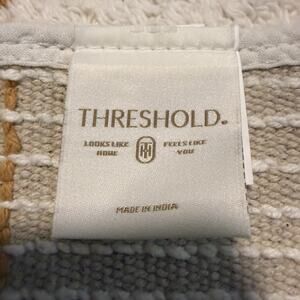 THRESHOLD.
LOOKS LIKE FEELS LIKE
HOME YOU
MADE IN INDIA